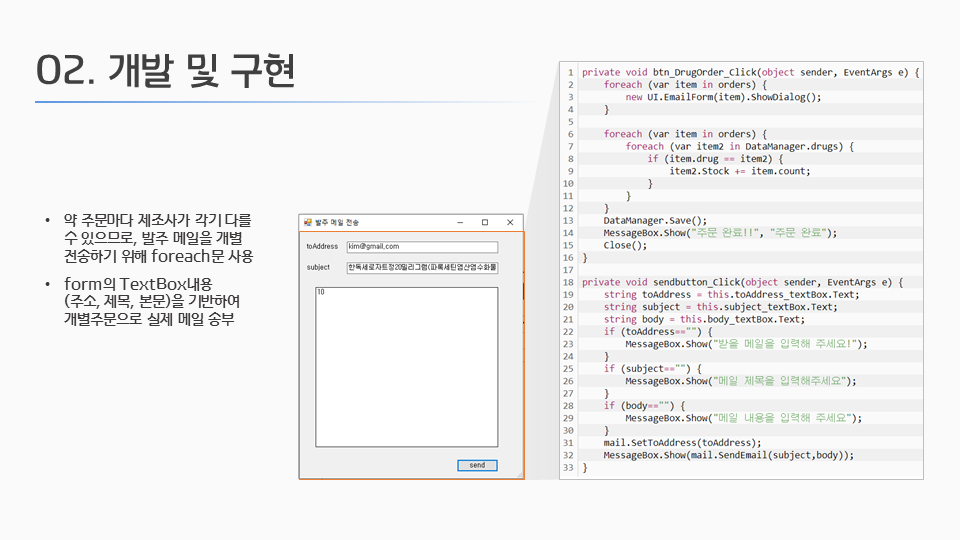 02. 개발 및 구현
• 약 주문마다 제조사가 각기 다를
수 있으므로, 발주 메일을 개별
전송하기 위해 foreach문 사용
• form의 TextBox내용
(주소, 제목, 본문)을 기반하여
개별주문으로 실제 메일 송부
발주 메일 전송
toAddress kim@gmail.com
subject 한독세로자트정20밀리그램(파록세틴염산염수화물
10
send
1 private void btn_DrugOrder_Click(object sender, EventArgs e) {
2 foreach (var item in orders) {
3 new UI.EmailForm(item).ShowDialog();
4 }
5
6 foreach (var item in orders) {
7 foreach (var item2 in DataManager.drugs) {
8 if (item.drug == item2) {
9 item2.Stock += item.count;
10 }
11 }
12 }
13 DataManager.Save();
14 MessageBox.Show("주문 완료!!", "주문 완료");
15 Close();
16 }
17
18 private void sendbutton_Click(object sender, EventArgs e) {
19 string toAddress = this.toAddress_textBox.Text;
20 string subject = this.subject_textBox.Text;
21 string body = this.body_textBox.Text;
22 if (toAddress=="") {
23 MessageBox.Show("받을 메일을 입력해 주세요!");
24 }
25 if (subject=="") {
26 MessageBox.Show("메일 제목을 입력해주세요");
27 }
28 if (body=="") {
29 MessageBox.Show("메일 내용을 입력해 주세요");
30 }
31 mail.SetToAddress(toAddress);
32 MessageBox.Show(mail.SendEmail(subject,body));
33 }